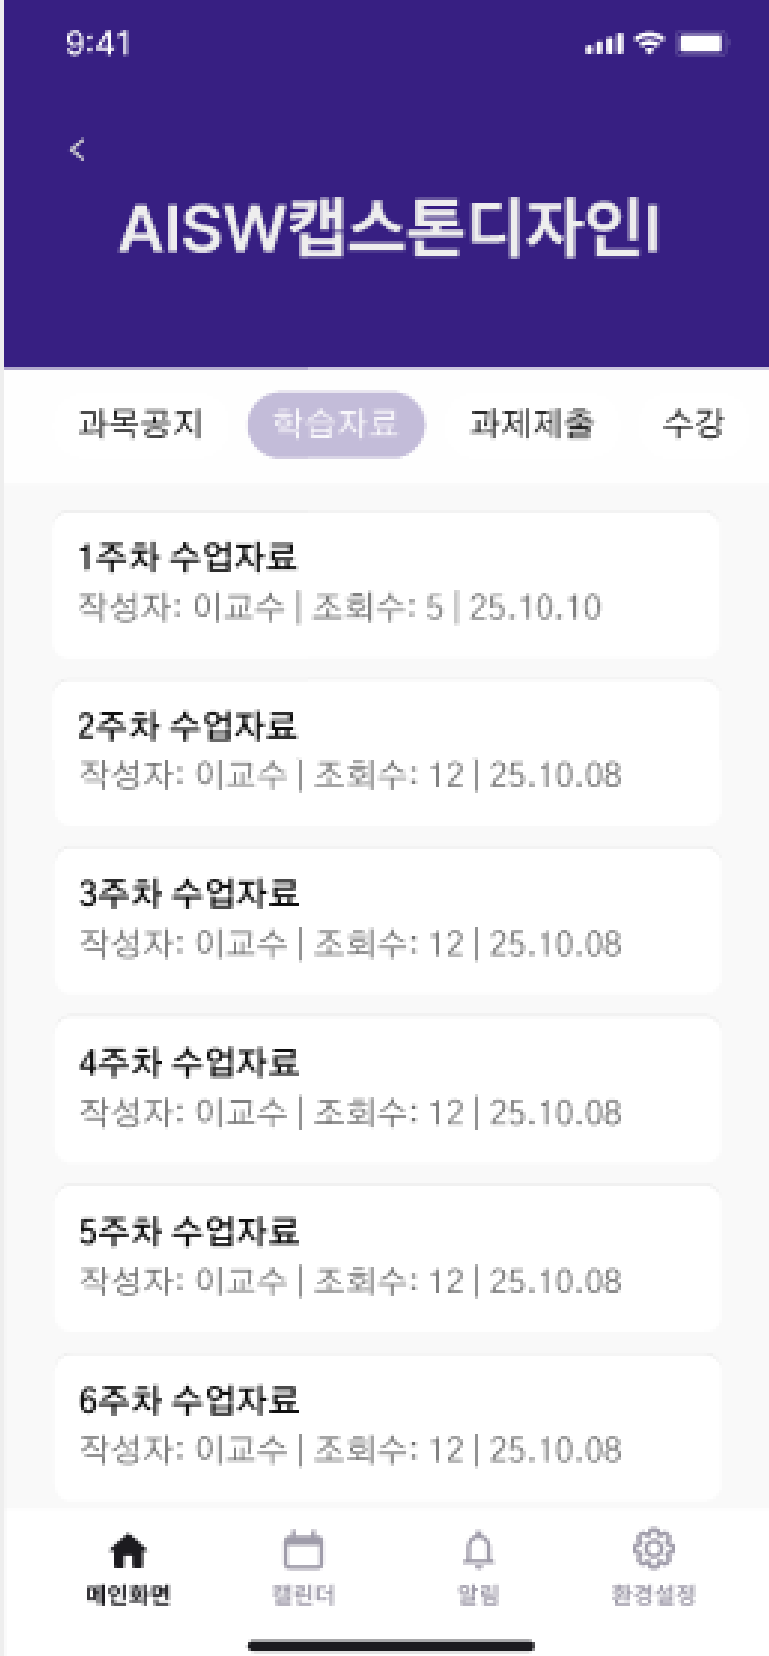 9:41
<
AISW캡스톤디자인I
과목공지 학습자료 과제제출 수강
1주차 수업자료
작성자: 이교수 | 조회수: 5 | 25.10.10
2주차 수업자료
작성자: 이교수 | 조회수: 12 | 25.10.08
3주차 수업자료
작성자: 이교수 | 조회수: 12 | 25.10.08
4주차 수업자료
작성자: 이교수 | 조회수: 12 | 25.10.08
5주차 수업자료
작성자: 이교수 | 조회수: 12 | 25.10.08
6주차 수업자료
작성자: 이교수 | 조회수: 12 | 25.10.08
메인화면 캘린더 알림 환경설정